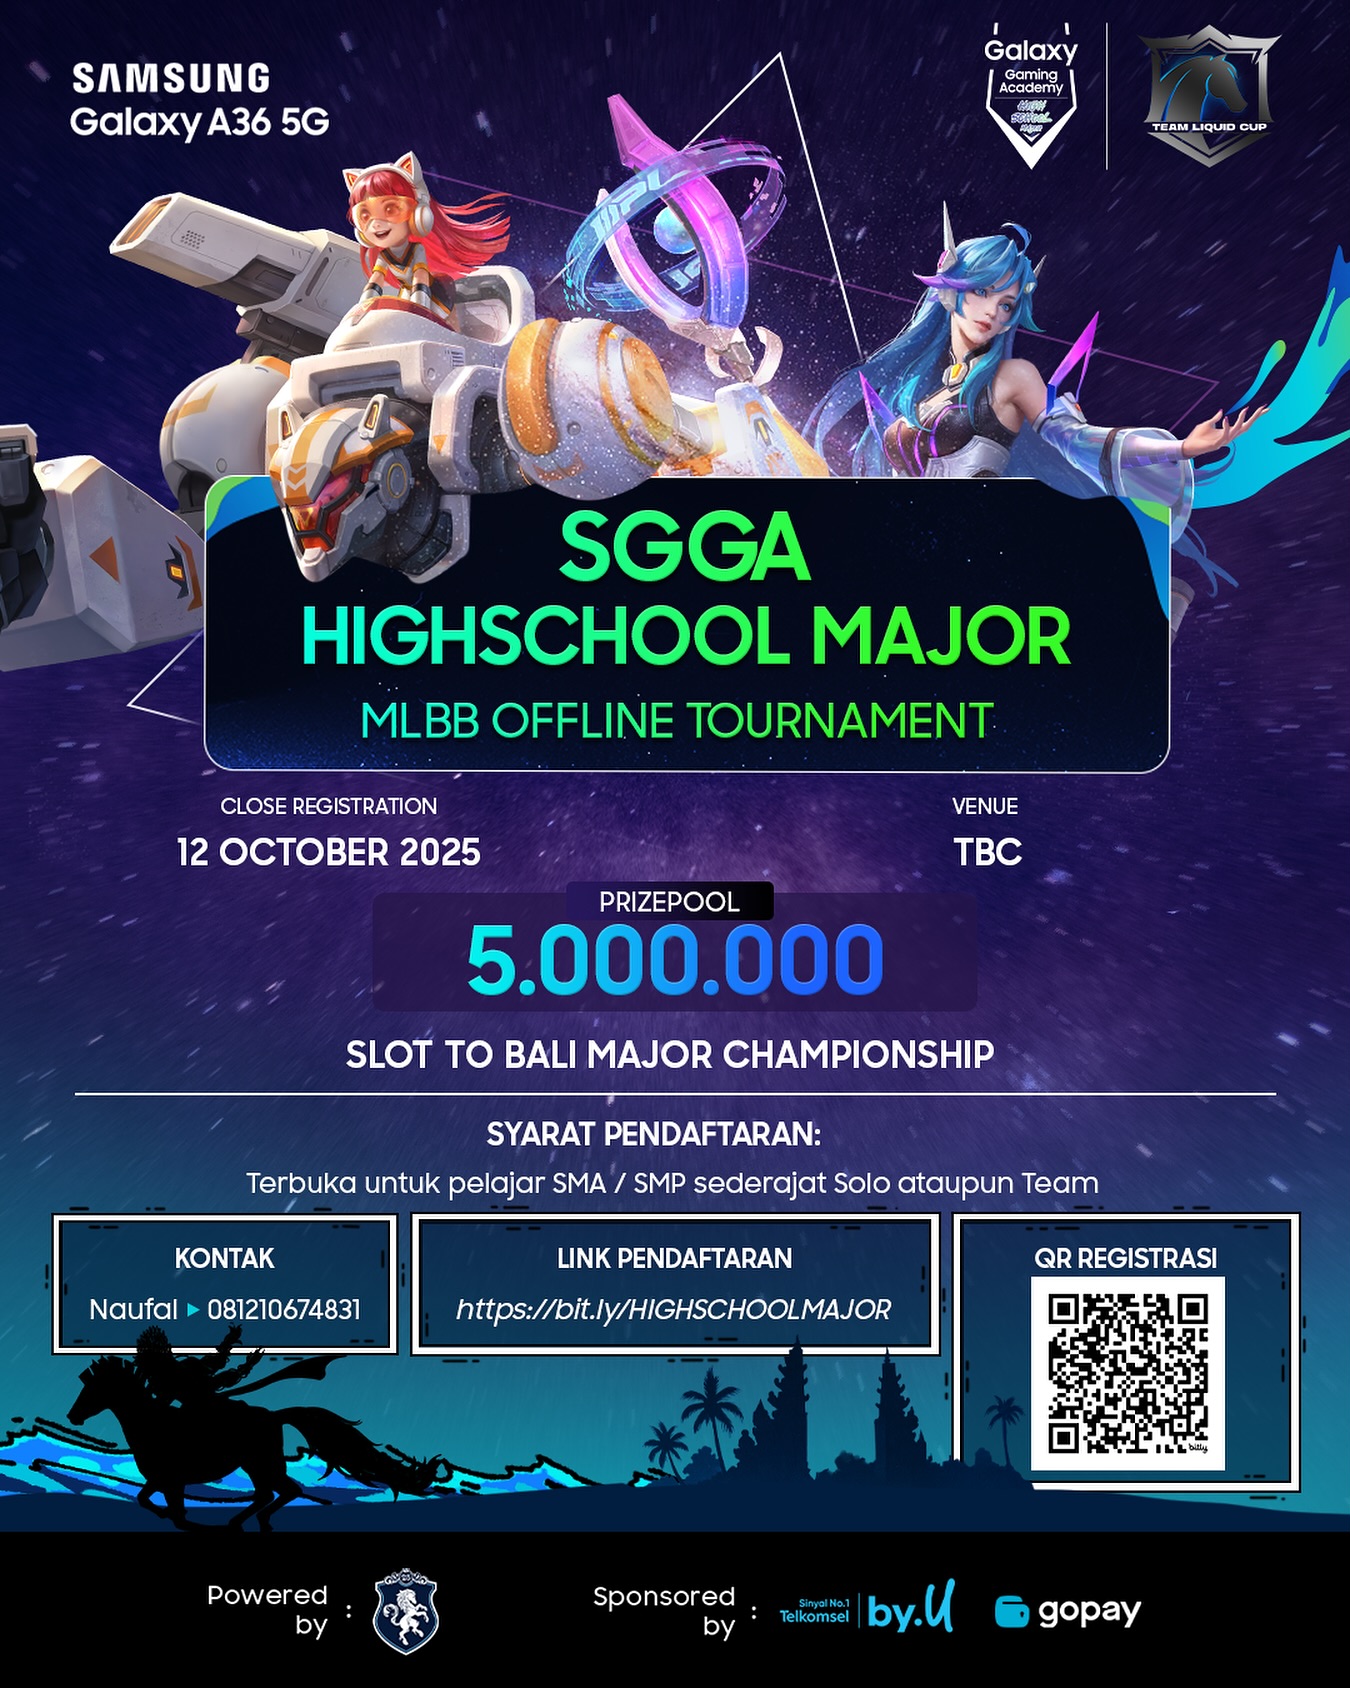 SAMSUNG
Galaxy A36 5G
Galaxy
Gaming
Academy
HIGH
SCHOOL
TEAM LIQUID CUP
SGGA
HIGHSCHOOL MAJOR
MLBB OFFLINE TOURNAMENT
CLOSE REGISTRATION
12 OCTOBER 2025
VENUE
TBC
PRIZEPOOL
5.000.000
SLOT TO BALI MAJOR CHAMPIONSHIP
SYARAT PENDAFTARAN:
Terbuka untuk pelajar SMA / SMP sederajat Solo ataupun Team
KONTAK
Naufal ▸ 081210674831
LINK PENDAFTARAN
https://bit.ly/HIGHSCHOOLMAJOR
QR REGISTRASI
bitly
Powered
by :
Sponsored
by :
Sinyal No.1
Telkomsel
by.U
gopay